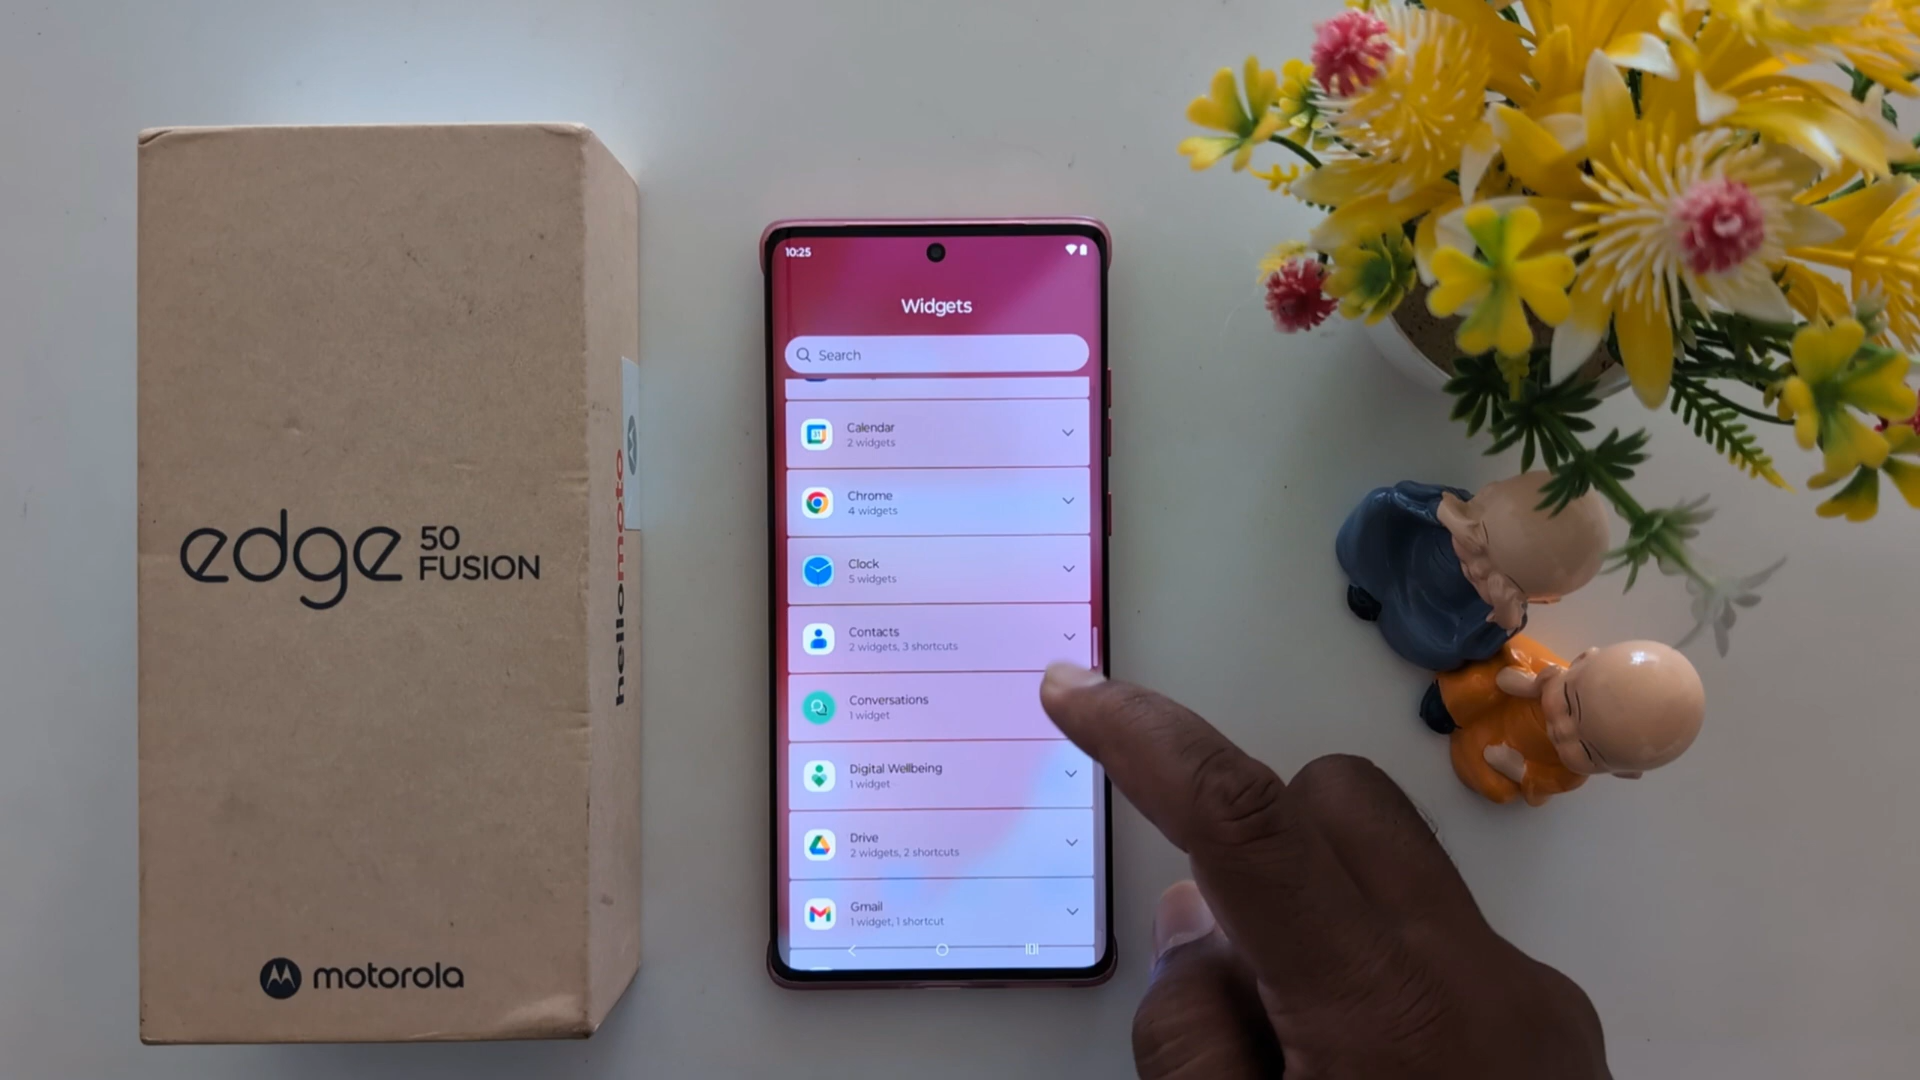 edge 50
FUSION
motorola
hellomoto
10:25
Widgets
Search
Calendar
2 widgets
31
Chrome
4 widgets
Clock
5 widgets
Contacts
2 widgets, 3 shortcuts
Conversations
1 widget
Digital Wellbeing
1 widget
Drive
2 widgets, 2 shortcuts
Gmail
1 widget, 1 shortcut